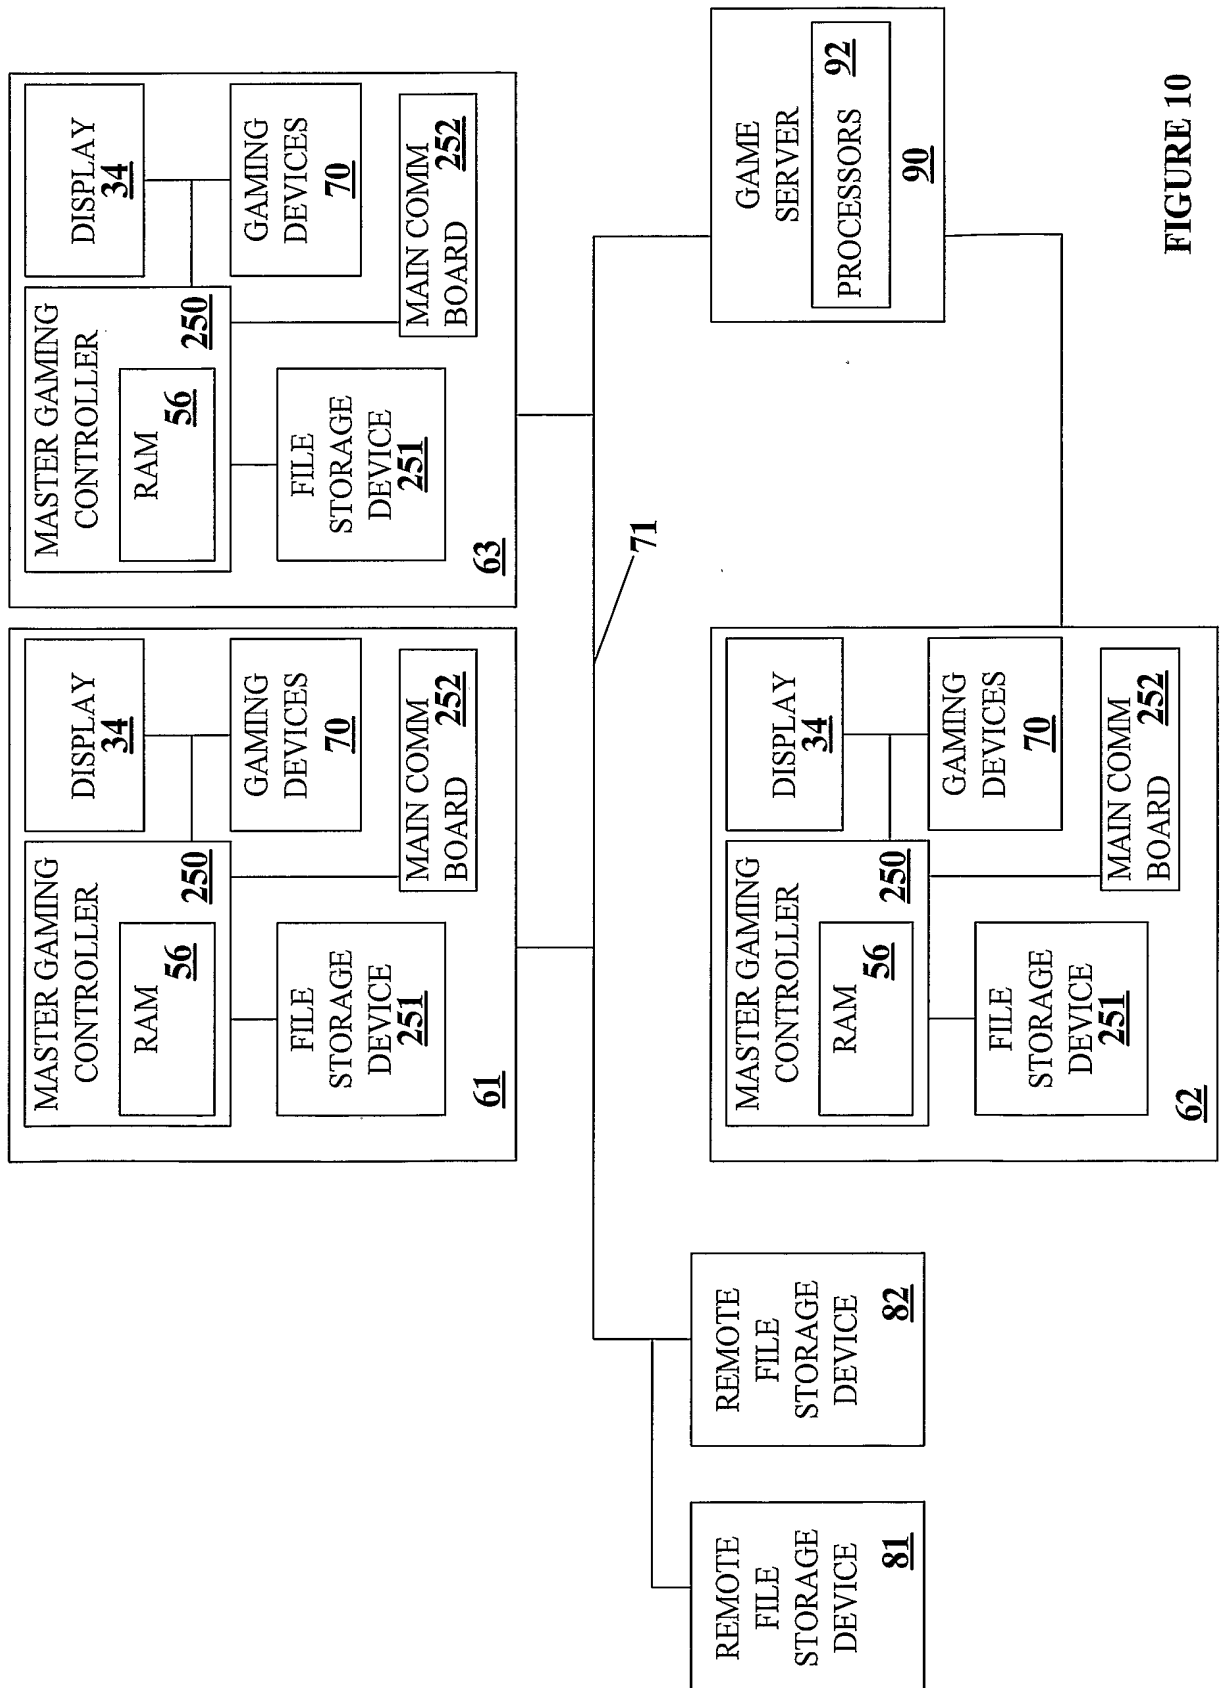 MASTER GAMING
CONTROLLER
250
RAM
56
FILE
STORAGE
DEVICE
251
DISPLAY
34
GAMING
DEVICES
70
MAIN COMM
BOARD
252
61
MASTER GAMING
CONTROLLER
250
RAM
56
FILE
STORAGE
DEVICE
251
DISPLAY
34
GAMING
DEVICES
70
MAIN COMM
BOARD
252
63
71
REMOTE
FILE
STORAGE
DEVICE
81
REMOTE
FILE
STORAGE
DEVICE
82
MASTER GAMING
CONTROLLER
250
RAM
56
FILE
STORAGE
DEVICE
251
DISPLAY
34
GAMING
DEVICES
70
MAIN COMM
BOARD
252
62
GAME
SERVER
PROCESSORS
92
90
FIGURE 10